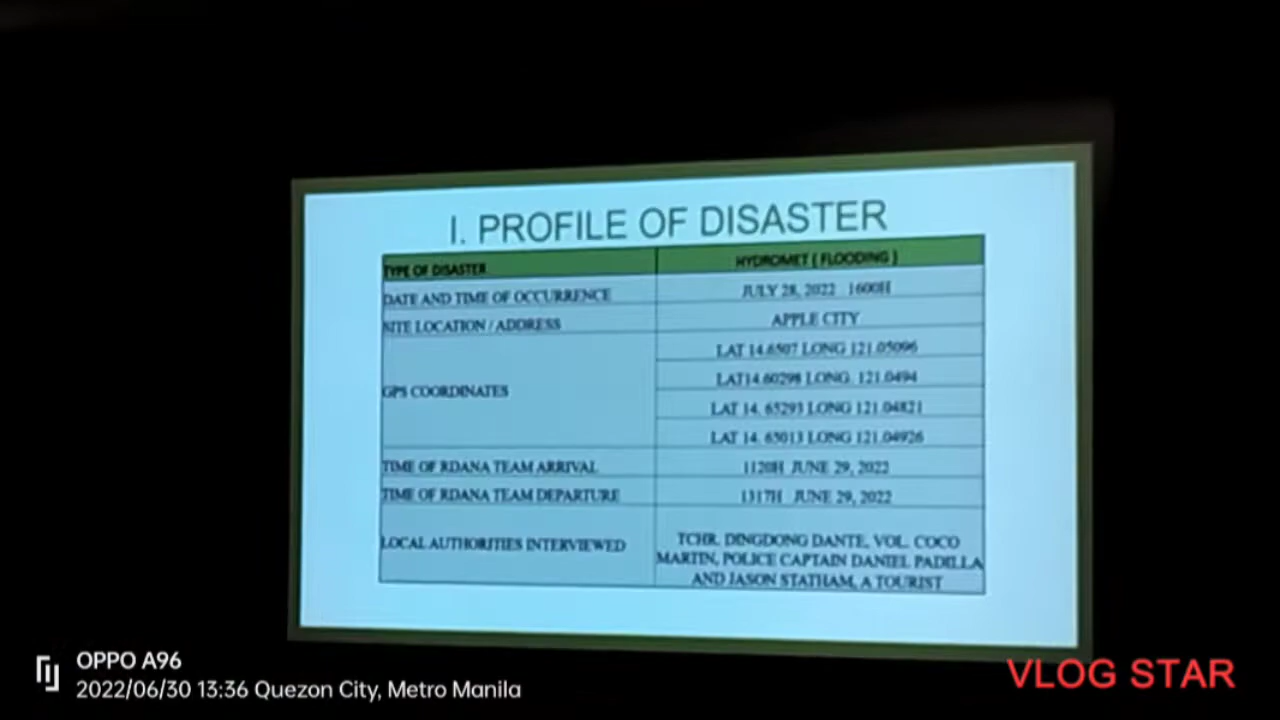 I. PROFILE OF DISASTER
TYPE OF DISASTER HYDROMET ( FLOODING )
DATE AND TIME OF OCCURRENCE JULY 28, 2022 1600H
SITE LOCATION / ADDRESS APPLE CITY
LAT 14.6507 LONG 121.05096
LAT14.60298 LONG. 121.0494
GPS COORDINATES
LAT 14. 65293 LONG 121.04821
LAT 14. 65013 LONG 121.04926
TIME OF RDANA TEAM ARRIVAL 1120H JUNE 29, 2022
TIME OF RDANA TEAM DEPARTURE 1317H JUNE 29, 2022
LOCAL AUTHORITIES INTERVIEWED TCHR. DINGDONG DANTE, VOL. COCO
MARTIN, POLICE CAPTAIN DANIEL PADILLA
AND JASON STATHAM, A TOURIST
OPPO A96
2022/06/30 13:36 Quezon City, Metro Manila
VLOG STAR